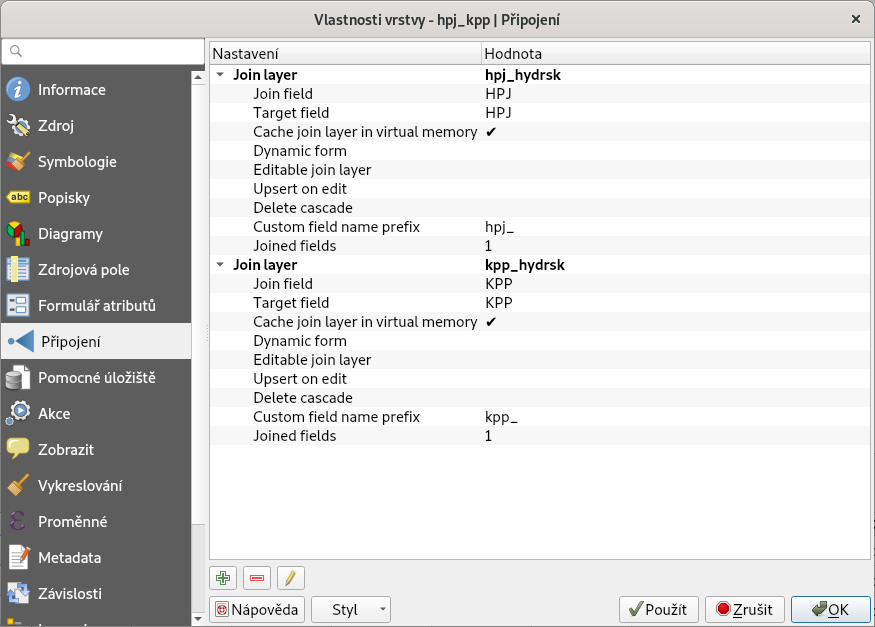 Vlastnosti vrstvy - hpj_kpp | Připojení
Informace
Zdroj
Symbologie
abc Popisky
Diagramy
Zdrojová pole
Formulář atributů
Připojení
Pomocné úložiště
Akce
Zobrazit
Vykreslování
Proměnné
Metadata
Závislosti
Nastavení Hodnota
Join layer hpj_hydrsk
Join field HPJ
Target field HPJ
Cache join layer in virtual memory ✔
Dynamic form
Editable join layer
Upsert on edit
Delete cascade
Custom field name prefix hpj_
Joined fields 1
Join layer kpp_hydrsk
Join field KPP
Target field KPP
Cache join layer in virtual memory ✔
Dynamic form
Editable join layer
Upsert on edit
Delete cascade
Custom field name prefix kpp_
Joined fields 1
Nápověda Styl Použít Zrušit OK